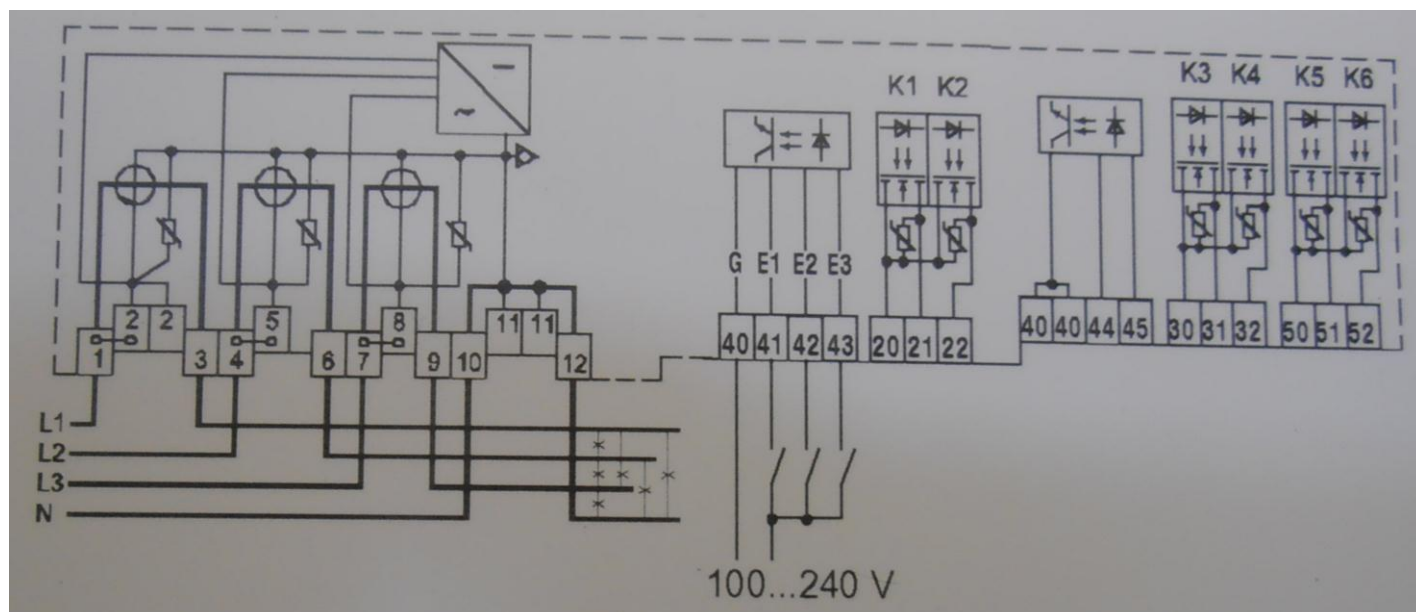 K1 K2 K3 K4 K5 K6
G E1 E2 E3
2 2 5 8 11 11
1 3 4 6 7 9 10 12
40 41 42 43 20 21 22 40 40 44 45 30 31 32 50 51 52
L1
L2
L3
N
100...240 V